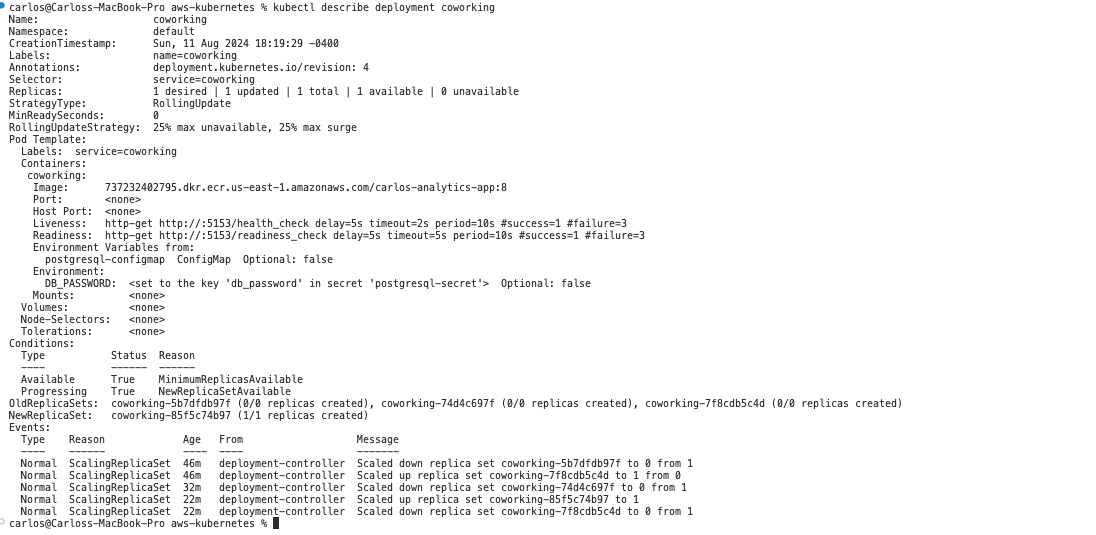 carlos@Carloss-MacBook-Pro aws-kubernetes % kubectl describe deployment coworking
Name:                   coworking
Namespace:              default
CreationTimestamp:      Sun, 11 Aug 2024 18:19:29 -0400
Labels:                 name=coworking
Annotations:            deployment.kubernetes.io/revision: 4
Selector:               service=coworking
Replicas:               1 desired | 1 updated | 1 total | 1 available | 0 unavailable
StrategyType:           RollingUpdate
MinReadySeconds:        0
RollingUpdateStrategy:  25% max unavailable, 25% max surge
Pod Template:
  Labels:  service=coworking
  Containers:
   coworking:
    Image:      737232402795.dkr.ecr.us-east-1.amazonaws.com/carlos-analytics-app:8
    Port:       <none>
    Host Port:  <none>
    Liveness:   http-get http://:5153/health_check delay=5s timeout=2s period=10s #success=1 #failure=3
    Readiness:  http-get http://:5153/readiness_check delay=5s timeout=5s period=10s #success=1 #failure=3
    Environment Variables from:
      postgresql-configmap  ConfigMap  Optional: false
    Environment:
      DB_PASSWORD:  <set to the key 'db_password' in secret 'postgresql-secret'>  Optional: false
    Mounts:         <none>
  Volumes:          <none>
  Node-Selectors:   <none>
  Tolerations:      <none>
Conditions:
  Type           Status  Reason
  ----           ------  ------
  Available      True    MinimumReplicasAvailable
  Progressing    True    NewReplicaSetAvailable
OldReplicaSets:  coworking-5b7dfdb97f (0/0 replicas created), coworking-74d4c697f (0/0 replicas created), coworking-7f8cdb5c4d (0/0 replicas created)
NewReplicaSet:   coworking-85f5c74b97 (1/1 replicas created)
Events:
  Type    Reason             Age   From                   Message
  ----    ------             ----  ----                   -------
  Normal  ScalingReplicaSet  46m   deployment-controller  Scaled down replica set coworking-5b7dfdb97f to 0 from 1
  Normal  ScalingReplicaSet  46m   deployment-controller  Scaled up replica set coworking-7f8cdb5c4d to 1 from 0
  Normal  ScalingReplicaSet  32m   deployment-controller  Scaled down replica set coworking-74d4c697f to 0 from 1
  Normal  ScalingReplicaSet  22m   deployment-controller  Scaled up replica set coworking-85f5c74b97 to 1
  Normal  ScalingReplicaSet  22m   deployment-controller  Scaled down replica set coworking-7f8cdb5c4d to 0 from 1
carlos@Carloss-MacBook-Pro aws-kubernetes %